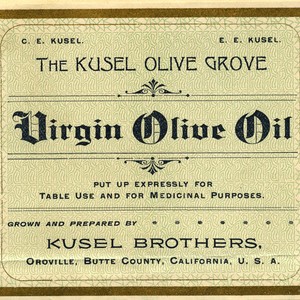 C. E. KUSEL. E. E. KUSEL.
THE KUSEL OLIVE GROVE
Virgin Olive Oil
PUT UP EXPRESSLY FOR
TABLE USE AND FOR MEDICINAL PURPOSES.
GROWN AND PREPARED BY
KUSEL BROTHERS,
OROVILLE, BUTTE COUNTY, CALIFORNIA, U. S. A.